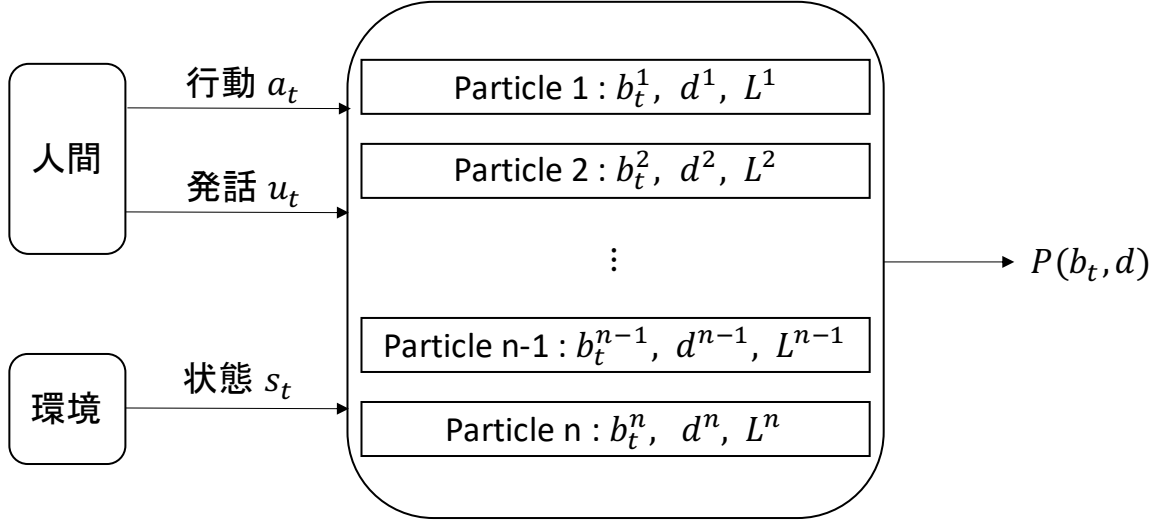 人間
行動 a_t
発話 u_t
環境
状態 s_t
Particle 1 : b_t^1, d^1, L^1
Particle 2 : b_t^2, d^2, L^2
⋮
Particle n-1 : b_t^{n-1}, d^{n-1}, L^{n-1}
Particle n : b_t^n, d^n, L^n
P(b_t, d)